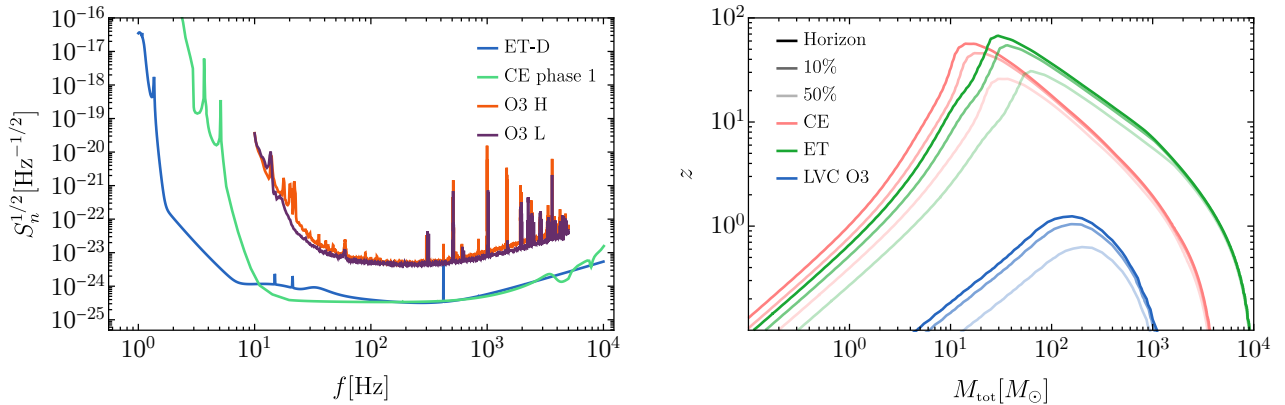 10^{-16}
10^{-17}
10^{-18}
10^{-19}
10^{-20}
10^{-21}
10^{-22}
10^{-23}
10^{-24}
10^{-25}
S_n^{1/2}[Hz^{-1/2}]
ET-D
CE phase 1
O3 H
O3 L
10^0
10^1
10^2
10^3
10^4
f[Hz]
10^2
10^1
10^0
z
Horizon
10%
50%
CE
ET
LVC O3
10^0
10^1
10^2
10^3
10^4
M_{tot}[M_⊙]